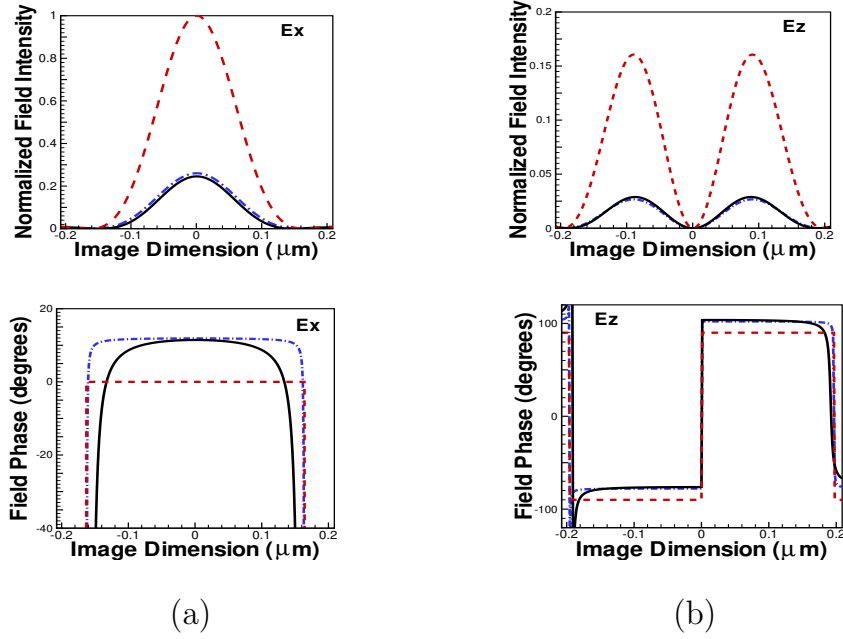 Normalized Field Intensity
1
0.8
0.6
0.4
0.2
0
-0.2 -0.1 0 0.1 0.2
Image Dimension (μm)
Ex
Normalized Field Intensity
0.2
0.15
0.1
0.05
0
-0.2 -0.1 0 0.1 0.2
Image Dimension (μm)
Ez
Field Phase (degrees)
20
0
-20
-40
-0.2 -0.1 0 0.1 0.2
Image Dimension (μm)
Ex
Field Phase (degrees)
100
50
0
-50
-100
-0.2 -0.1 0 0.1 0.2
Image Dimension (μm)
Ez
(a)
(b)